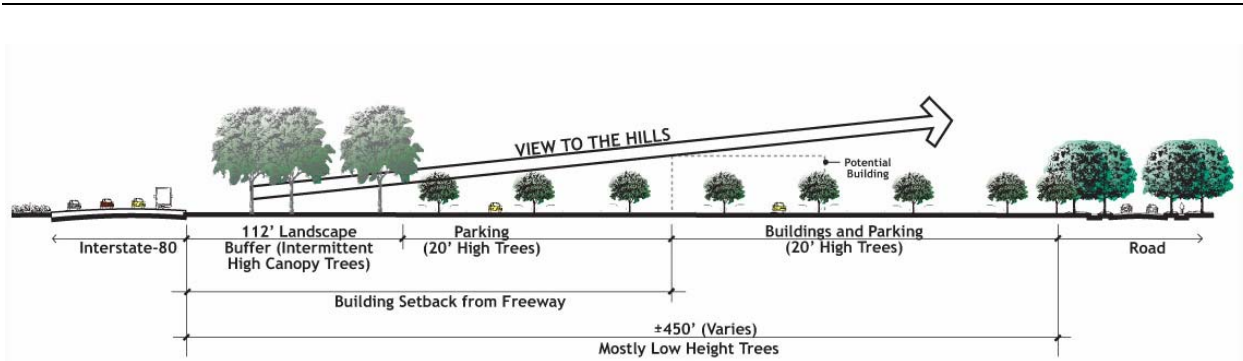 VIEW TO THE HILLS
Potential
Building
Interstate-80
112’ Landscape
Buffer (Intermittent
High Canopy Trees)
Parking
(20’ High Trees)
Buildings and Parking
(20’ High Trees)
Road
Building Setback from Freeway
±450’ (Varies)
Mostly Low Height Trees